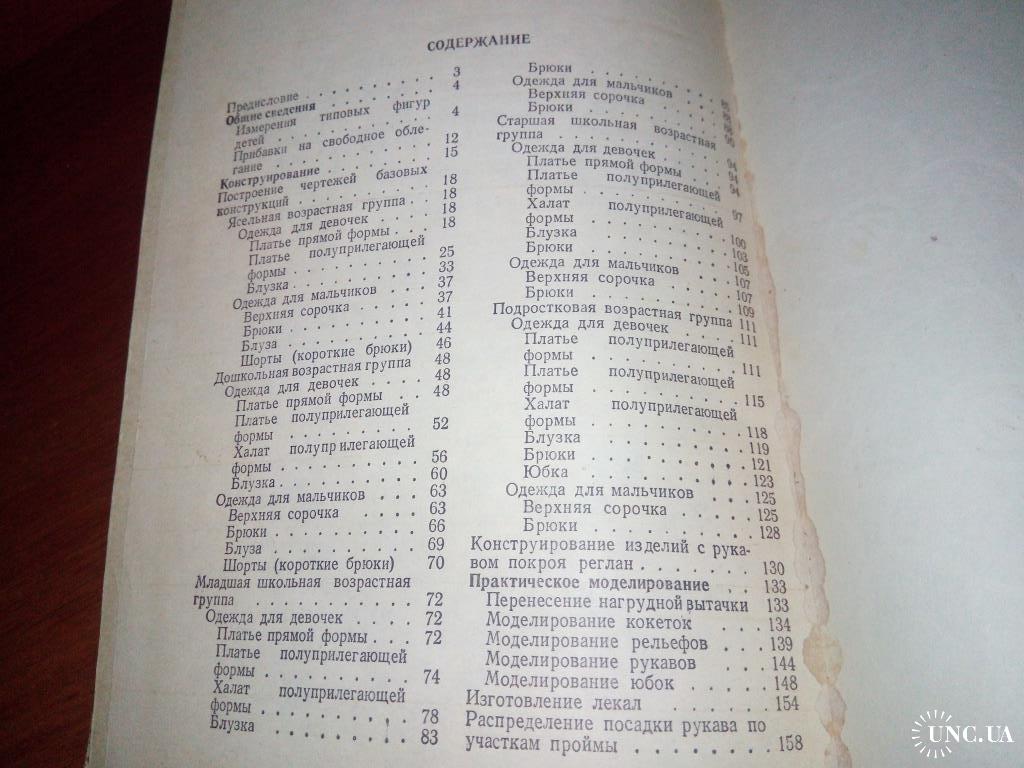 СОДЕРЖАНИЕ
Предисловие . . . . . . . . 3
Общие сведения . . . . . . . 4
Измерения типовых фигур
детей . . . . . . . . 4
Прибавки на свободное обле-
гание . . . . . . . . 12
Конструирование . . . . . . 15
Построение чертежей базовых
конструкций . . . . . . . 18
Ясельная возрастная группа . . 18
Одежда для девочек . . . . 18
Платье прямой формы . . . 18
Платье полуприлегающей
формы . . . . . . . . 25
Блузка . . . . . . . . 33
Одежда для мальчиков . . . 37
Верхняя сорочка . . . . 37
Брюки . . . . . . . . 41
Блуза . . . . . . . . 44
Шорты (короткие брюки) 46
Дошкольная возрастная группа 48
Одежда для девочек . . . . 48
Платье прямой формы . . 48
Платье полуприлегающей
формы . . . . . . . . 52
Халат полуприлегающей
формы . . . . . . . . 56
Блузка . . . . . . . . 60
Одежда для мальчиков . . . 63
Верхняя сорочка . . . . 63
Брюки . . . . . . . . 66
Блуза . . . . . . . . 69
Шорты (короткие брюки) 70
Младшая школьная возрастная
группа . . . . . . . . . 72
Одежда для девочек . . . . 72
Платье прямой формы . . . 72
Платье полуприлегающей
формы . . . . . . . . 74
Халат полуприлегающей
формы . . . . . . . . 78
Блузка . . . . . . . . 83
Брюки . . . . . . . .
Одежда для мальчиков . . . .
Верхняя сорочка . . . .
Брюки . . . . . . . .
Старшая школьная возрастная
группа . . . . . . . . .
Одежда для девочек . . . . 94
Платье прямой формы . . . 94
Платье полуприлегающей
формы . . . . . . . . 97
Халат полуприлегающей
формы . . . . . . . . 100
Блузка . . . . . . . . 103
Брюки . . . . . . . . 105
Одежда для мальчиков . . . 107
Верхняя сорочка . . . . 107
Брюки . . . . . . . . 109
Подростковая возрастная группа 111
Одежда для девочек . . . . 111
Платье полуприлегающей
формы . . . . . . . . 111
Платье полуприлегающей
формы . . . . . . . . 115
Халат полуприлегающей
формы . . . . . . . . 118
Блузка . . . . . . . . 119
Брюки . . . . . . . . 121
Юбка . . . . . . . . 123
Одежда для мальчиков . . . 125
Верхняя сорочка . . . . 125
Брюки . . . . . . . . 128
Конструирование изделий с рука-
вом покроя реглан . . . . . 130
Практическое моделирование . . 133
Перенесение нагрудной вытачки 133
Моделирование кокеток . . . 134
Моделирование рельефов . . 139
Моделирование рукавов . . . 144
Моделирование юбок . . . . . 148
Изготовление лекал . . . . . . 154
Распределение посадки рукава по
участкам проймы . . . . . . . 158
UNC.UA